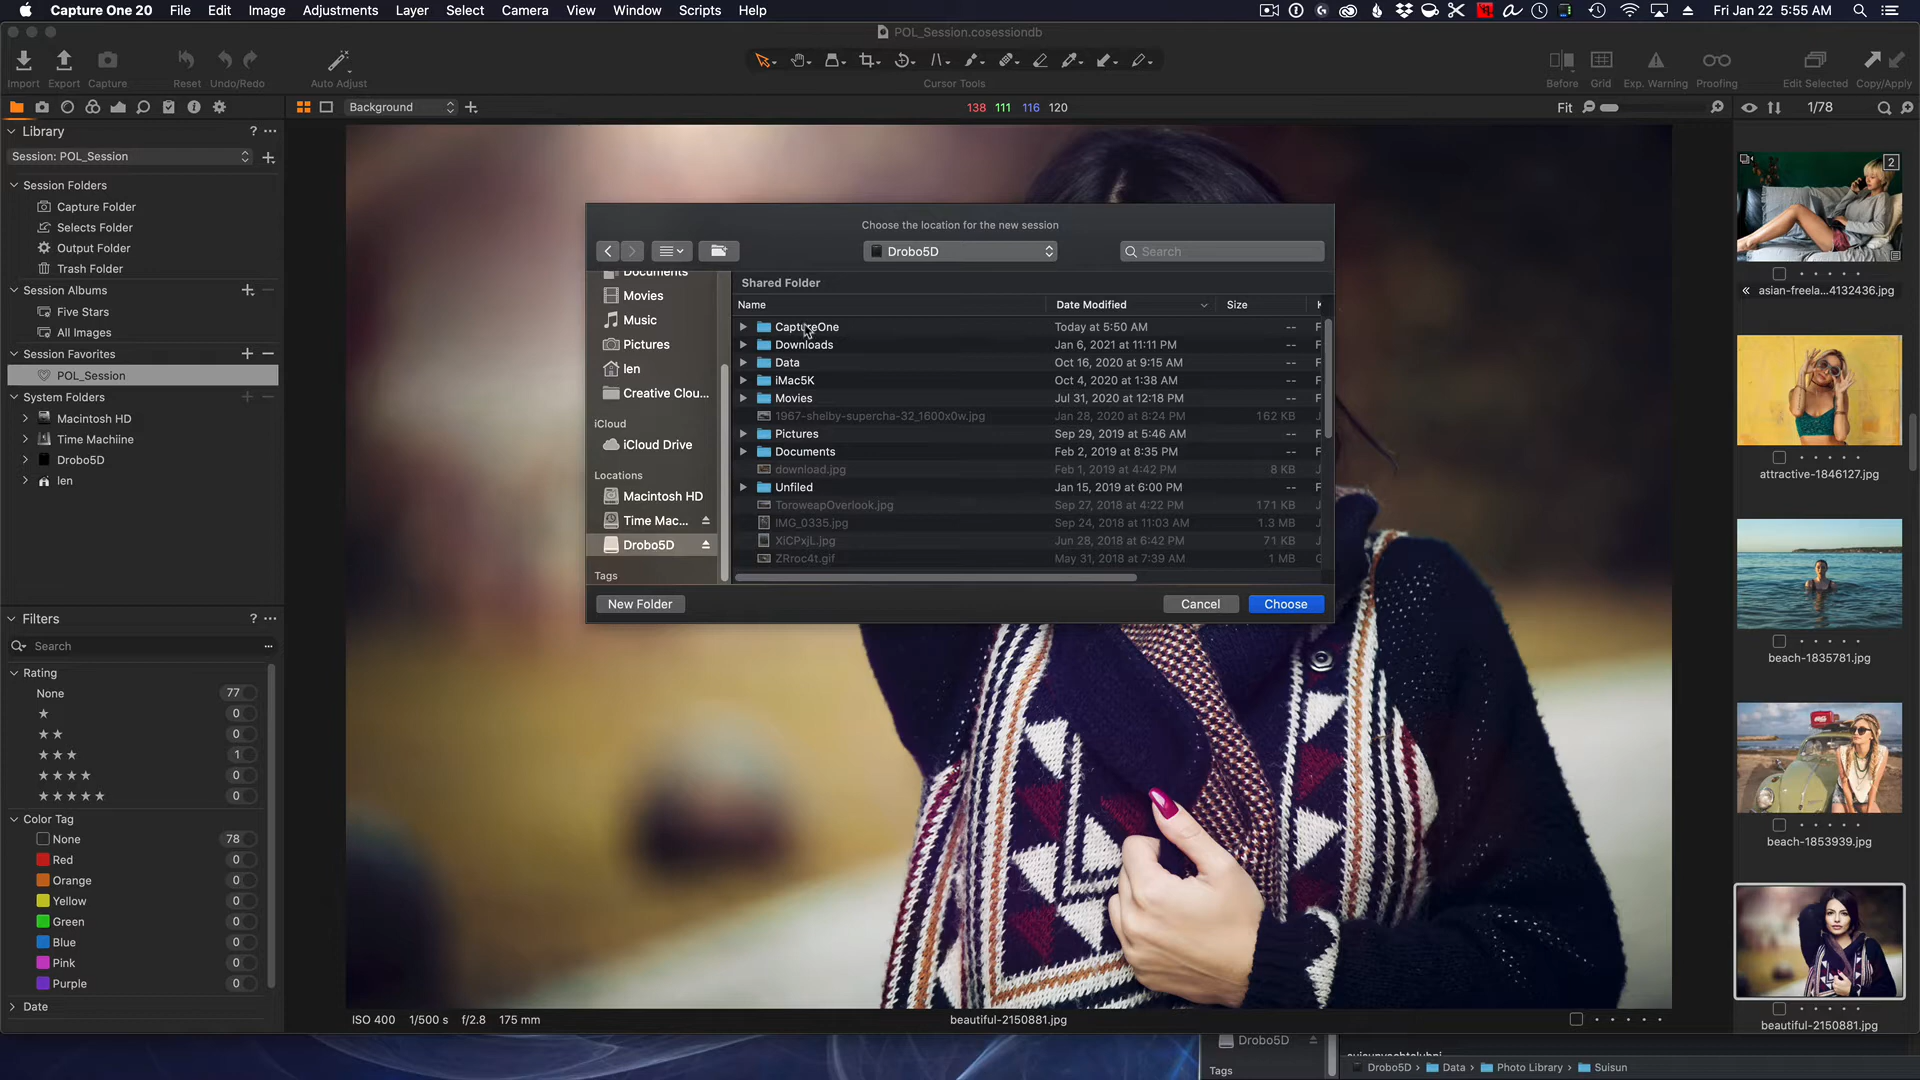 Capture One 20 File Edit Image Adjustments Layer Select Camera View Window Scripts Help Fri Jan 22 5:55 AM
POL_Session.cosessiondb
Import Export Capture Reset Undo/Redo Auto Adjust Cursor Tools Before Grid Exp. Warning Proofing Edit Selected Copy/Apply
Background 138 111 116 120 Fit 1/78
Library ? ...
Session: POL_Session
Session Folders
Capture Folder
Selects Folder
Output Folder
Trash Folder
Session Albums
Five Stars
All Images
Session Favorites
POL_Session
System Folders
Macintosh HD
Time Machiine
Drobo5D
len
Filters ? ...
Search
Rating
None 77
★ 0
★★ 0
★★★ 1
★★★★ 0
★★★★★ 0
Color Tag
None 78
Red 0
Orange 0
Yellow 0
Green 0
Blue 0
Pink 0
Purple 0
Date
Choose the location for the new session
Drobo5D Search
Documents
Movies
Music
Pictures
len
Creative Clou...
iCloud
iCloud Drive
Locations
Macintosh HD
Time Mac...
Drobo5D
Tags
Shared Folder
Name Date Modified Size
CaptureOne Today at 5:50 AM --
Downloads Jan 6, 2021 at 11:11 PM --
Data Oct 16, 2020 at 9:15 AM --
iMac5K Oct 4, 2020 at 1:38 AM --
Movies Jul 31, 2020 at 12:18 PM --
1967-shelby-supercha-32_1600x0w.jpg Jan 28, 2020 at 8:24 PM 162 KB
Pictures Sep 29, 2019 at 5:46 AM --
Documents Feb 2, 2019 at 8:35 PM --
download.jpg Feb 1, 2019 at 4:42 PM 8 KB
Unfiled Jan 15, 2019 at 6:00 PM --
ToroweapOverlook.jpg Sep 27, 2018 at 4:22 PM 171 KB
IMG_0335.jpg Sep 24, 2018 at 11:03 AM 1.3 MB
XiCPxjL.jpg Jun 28, 2018 at 6:42 PM 71 KB
ZRroc4t.gif May 31, 2018 at 7:39 AM 1 MB
New Folder Cancel Choose
2
asian-freela...4132436.jpg
attractive-1846127.jpg
beach-1835781.jpg
beach-1853939.jpg
beautiful-2150881.jpg
ISO 400 1/500 s f/2.8 175 mm beautiful-2150881.jpg
Drobo5D
Tags
Drobo5D › Data › Photo Library › Suisun